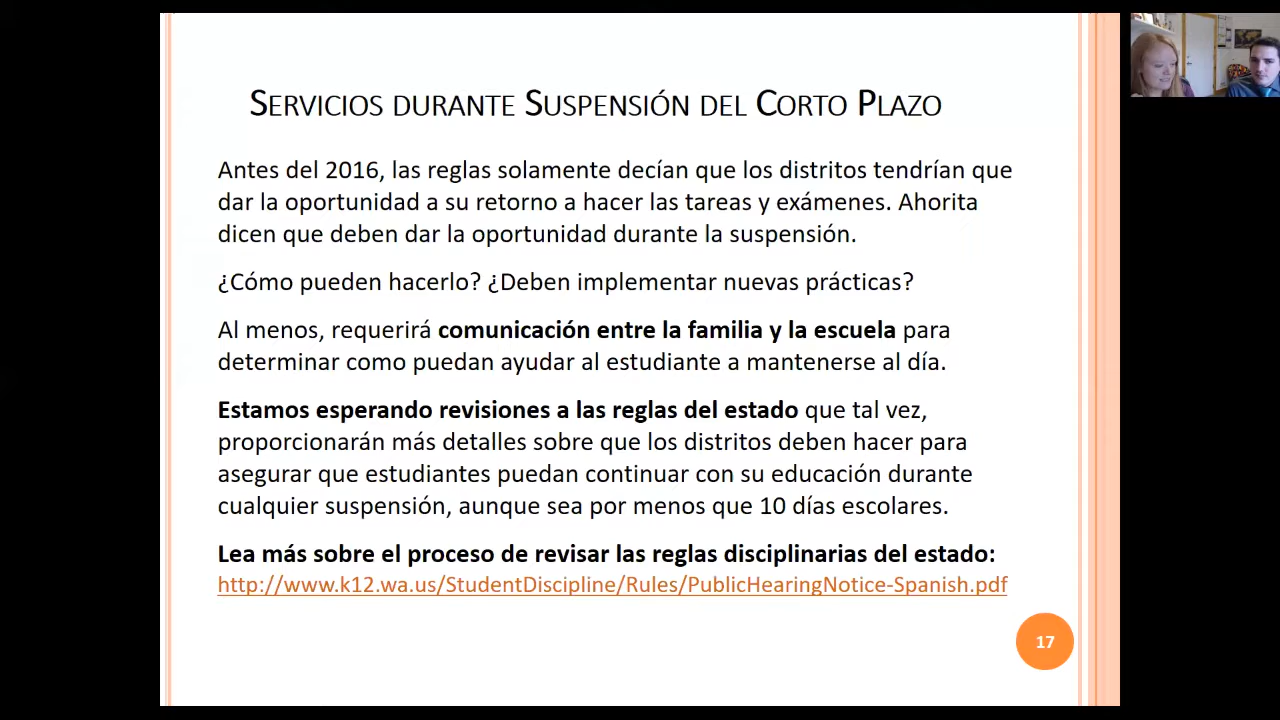 Servicios durante Suspensión del Corto Plazo
Antes del 2016, las reglas solamente decían que los distritos tendrían que
dar la oportunidad a su retorno a hacer las tareas y exámenes. Ahorita
dicen que deben dar la oportunidad durante la suspensión.
¿Cómo pueden hacerlo? ¿Deben implementar nuevas prácticas?
Al menos, requerirá comunicación entre la familia y la escuela para
determinar como puedan ayudar al estudiante a mantenerse al día.
Estamos esperando revisiones a las reglas del estado que tal vez,
proporcionarán más detalles sobre que los distritos deben hacer para
asegurar que estudiantes puedan continuar con su educación durante
cualquier suspensión, aunque sea por menos que 10 días escolares.
Lea más sobre el proceso de revisar las reglas disciplinarias del estado:
http://www.k12.wa.us/StudentDiscipline/Rules/PublicHearingNotice-Spanish.pdf
17